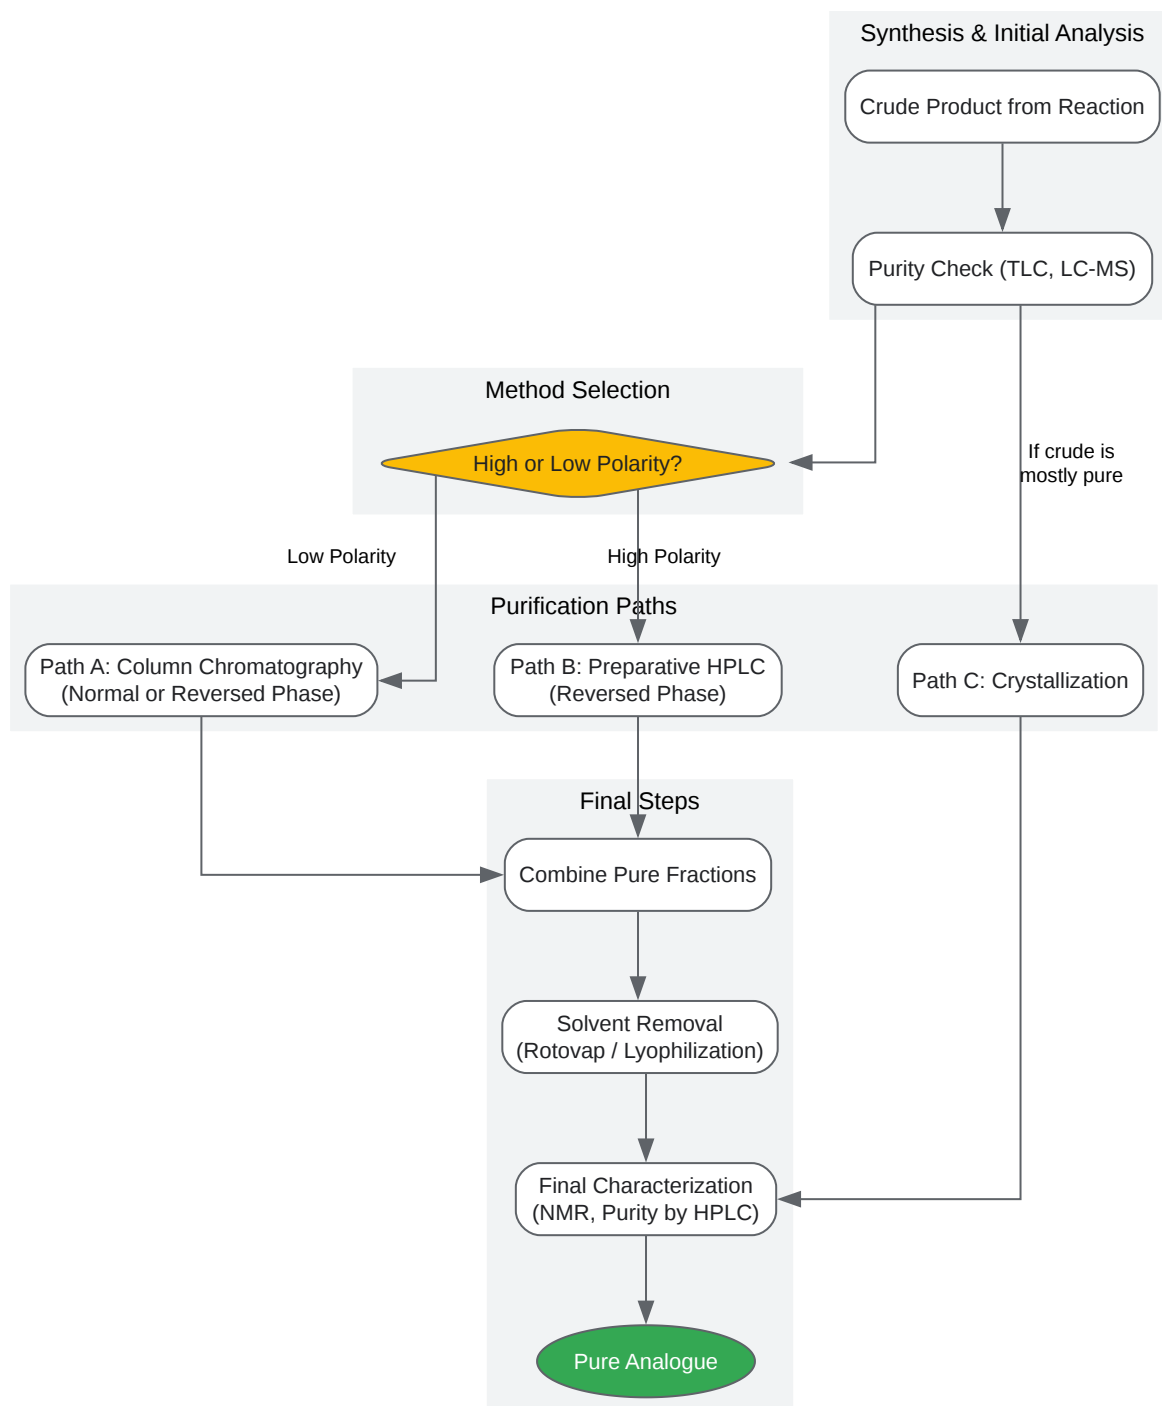 Synthesis & Initial Analysis
Crude Product from Reaction
Purity Check (TLC, LC-MS)
Method Selection
High or Low Polarity?
If crude is
mostly pure
Low Polarity
High Polarity
Purification Paths
Path A: Column Chromatography
(Normal or Reversed Phase)
Path B: Preparative HPLC
(Reversed Phase)
Path C: Crystallization
Final Steps
Combine Pure Fractions
Solvent Removal
(Rotovap / Lyophilization)
Final Characterization
(NMR, Purity by HPLC)
Pure Analogue